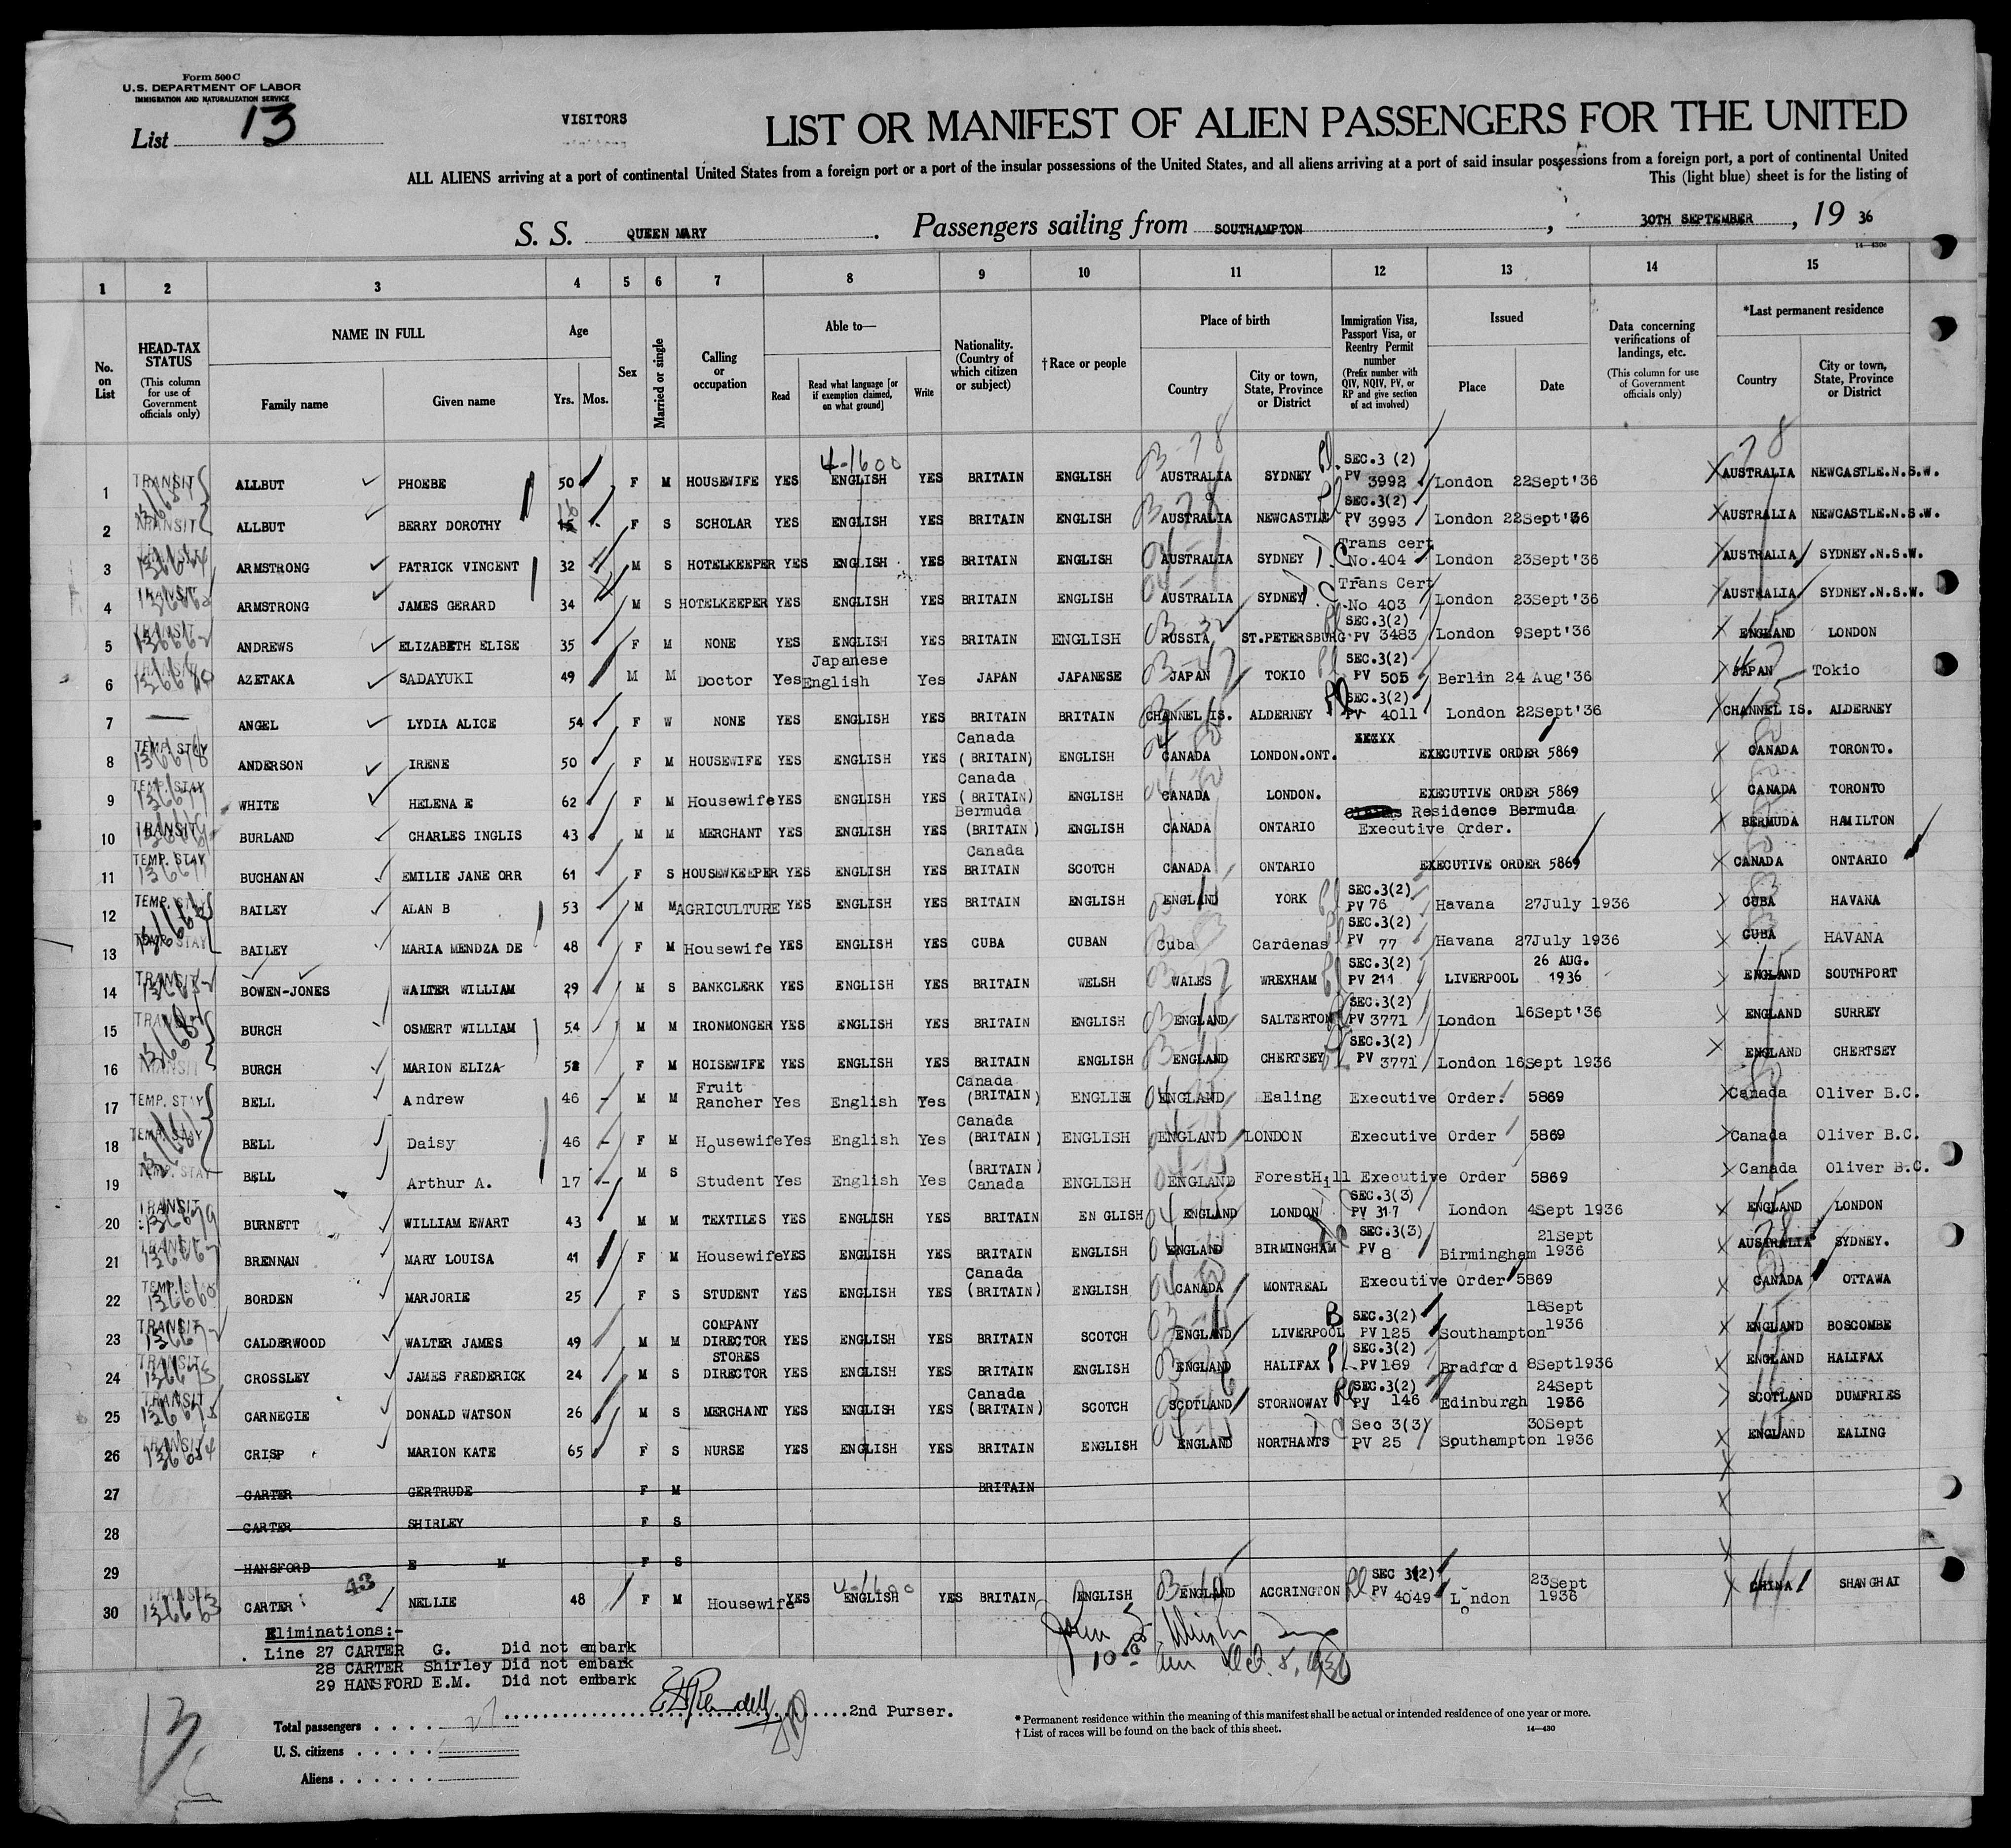 Form 500 C
U.S. DEPARTMENT OF LABOR
IMMIGRATION AND NATURALIZATION SERVICE
List 13
VISITORS
LIST OR MANIFEST OF ALIEN PASSENGERS FOR THE UNITED
ALL ALIENS arriving at a port of continental United States from a foreign port or a port of the insular possessions of the United States, and all aliens arriving at a port of said insular possessions from a foreign port, a port of continental United
This (light blue) sheet is for the listing of
S. S. QUEEN MARY. Passengers sailing from SOUTHAMPTON, 30TH SEPTEMBER, 19 36
14—430c
1 2 3 4 5 6 7 8 9 10 11 12 13 14 15
No. on List
HEAD-TAX STATUS (This column for use of Government officials only)
NAME IN FULL
Family name Given name
Age
Yrs. Mos.
Sex
Married or single
Calling or occupation
Able to—
Read
Read what language [or if exemption claimed, on what ground]
Write
Nationality. (Country of which citizen or subject)
†Race or people
Place of birth
Country
City or town, State, Province or District
Immigration Visa, Passport Visa, or Reentry Permit number (Prefix number with QIV, NQIV, PV, or RP and give section of act involved)
Issued
Place Date
Data concerning verifications of landings, etc. (This column for use of Government officials only)
*Last permanent residence
Country
City or town, State, Province or District
1 TRANSIT ALLBUT PHOEBE 50 F M HOUSEWIFE YES ENGLISH YES BRITAIN ENGLISH AUSTRALIA SYDNEY SEC.3 (2) PV 3992 London 22Sept'36 AUSTRALIA NEWCASTLE.N.S.W.
2 TRANSIT ALLBUT BERRY DOROTHY 16 F S SCHOLAR YES ENGLISH YES BRITAIN ENGLISH AUSTRALIA NEWCASTLE SEC.3(2) PV 3993 London 22Sept'36 AUSTRALIA NEWCASTLE.N.S.W.
3 TRANSIT ARMSTRONG PATRICK VINCENT 32 M S HOTELKEEPER YES ENGLISH YES BRITAIN ENGLISH AUSTRALIA SYDNEY Trans cert No.404 London 23Sept'36 AUSTRALIA SYDNEY.N.S.W.
4 TRANSIT ARMSTRONG JAMES GERARD 34 M S HOTELKEEPER YES ENGLISH YES BRITAIN ENGLISH AUSTRALIA SYDNEY Trans Cert No 403 London 23Sept'36 AUSTRALIA SYDNEY.N.S.W.
5 TRANSIT ANDREWS ELIZABETH ELISE 35 F M NONE YES ENGLISH YES BRITAIN ENGLISH RUSSIA ST.PETERSBURG SEC.3(2) PV 3483 London 9Sept'36 ENGLAND LONDON
6 TRANSIT AZETAKA SADAYUKI 49 M M Doctor Yes Japanese English Yes JAPAN JAPANESE JAPAN TOKIO SEC.3(2) PV 505 Berlin 24 Aug'36 JAPAN Tokio
7 ANGEL LYDIA ALICE 54 F W NONE YES ENGLISH YES BRITAIN BRITAIN CHANNEL IS. ALDERNEY SEC.3(2) PV 4011 London 22Sept'36 CHANNEL IS. ALDERNEY
8 TEMP. STAY ANDERSON IRENE 50 F M HOUSEWIFE YES ENGLISH YES Canada (BRITAIN) ENGLISH CANADA LONDON.ONT. EXECUTIVE ORDER 5869 CANADA TORONTO.
9 TEMP. STAY WHITE HELENA E 62 F M Housewife YES ENGLISH YES Canada (BRITAIN) ENGLISH CANADA LONDON. EXECUTIVE ORDER 5869 CANADA TORONTO
10 TRANSIT BURLAND CHARLES INGLIS 43 M M MERCHANT YES ENGLISH YES Bermuda (BRITAIN) ENGLISH CANADA ONTARIO Residence Bermuda Executive Order. BERMUDA HAMILTON
11 TEMP. STAY BUCHANAN EMILIE JANE ORR 61 F S HOUSEWKEEPER YES ENGLISH YES Canada BRITAIN SCOTCH CANADA ONTARIO EXECUTIVE ORDER 5869 CANADA ONTARIO
12 TEMP. STAY BAILEY ALAN B 53 M M AGRICULTURE YES ENGLISH YES BRITAIN ENGLISH ENGLAND YORK SEC.3(2) PV 76 Havana 27July 1936 CUBA HAVANA
13 TEMP. STAY BAILEY MARIA MENDZA DE 48 F M Housewife YES ENGLISH YES CUBA CUBAN Cuba Cardenas SEC.3(2) PV 77 Havana 27July 1936 CUBA HAVANA
14 TRANSIT BOWEN-JONES WALTER WILLIAM 29 M S BANKCLERK YES ENGLISH YES BRITAIN WELSH WALES WREXHAM SEC.3(2) PV 211 LIVERPOOL 26 AUG. 1936 ENGLAND SOUTHPORT
15 TRANSIT BURCH OSMERT WILLIAM 54 M M IRONMONGER YES ENGLISH YES BRITAIN ENGLISH ENGLAND SALTERTON SEC.3(2) PV 3771 London 16Sept'36 ENGLAND SURREY
16 TRANSIT BURCH MARION ELIZA 52 F M HOISEWIFE YES ENGLISH YES BRITAIN ENGLISH ENGLAND CHERTSEY SEC.3(2) PV 3771 London 16Sept 1936 ENGLAND CHERTSEY
17 TEMP. STAY BELL Andrew 46 M M Fruit Rancher Yes English Yes Canada (BRITAIN) ENGLISH ENGLAND Ealing Executive Order. 5869 Canada Oliver B.C.
18 TEMP. STAY BELL Daisy 46 F M Housewife Yes English Yes Canada (BRITAIN) ENGLISH ENGLAND LONDON Executive Order 5869 Canada Oliver B.C.
19 TEMP. STAY BELL Arthur A. 17 M S Student Yes English Yes (BRITAIN) Canada ENGLISH ENGLAND ForestHill Executive Order 5869 Canada Oliver B.C.
20 TRANSIT BURNETT WILLIAM EWART 43 M M TEXTILES YES ENGLISH YES BRITAIN EN GLISH ENGLAND LONDON SEC.3(3) PV 317 London 4Sept 1936 ENGLAND LONDON
21 TRANSIT BRENNAN MARY LOUISA 41 F M Housewife YES ENGLISH YES BRITAIN ENGLISH ENGLAND BIRMINGHAM SEC.3(3) PV 8 Birmingham 21Sept 1936 AUSTRALIA SYDNEY.
22 TEMP. STAY BORDEN MARJORIE 25 F S STUDENT YES ENGLISH YES Canada (BRITAIN) ENGLISH CANADA MONTREAL Executive Order 5869 CANADA OTTAWA
23 TRANSIT CALDERWOOD WALTER JAMES 49 M M COMPANY DIRECTOR YES ENGLISH YES BRITAIN SCOTCH ENGLAND LIVERPOOL SEC.3(2) PV 125 Southampton 18Sept 1936 ENGLAND BOSCOMBE
24 TRANSIT CROSSLEY JAMES FREDERICK 24 M S STORES DIRECTOR YES ENGLISH YES BRITAIN ENGLISH ENGLAND HALIFAX SEC.3(2) PV 189 Bradford 8Sept1936 ENGLAND HALIFAX
25 TRANSIT CARNEGIE DONALD WATSON 26 M S MERCHANT YES ENGLISH YES Canada (BRITAIN) SCOTCH SCOTLAND STORNOWAY SEC.3(2) PV 146 Edinburgh 24Sept 1936 SCOTLAND DUMFRIES
26 TRANSIT CRISP MARION KATE 65 F S NURSE YES ENGLISH YES BRITAIN ENGLISH ENGLAND NORTHANTS Sec 3(3) PV 25 Southampton 30Sept 1936 ENGLAND EALING
27 CARTER GERTRUDE F M BRITAIN
28 CARTER SHIRLEY F S
29 HANSFORD E M F S
30 TRANSIT CARTER 43 NELLIE 48 F M Housewife YES ENGLISH YES BRITAIN ENGLISH ENGLAND ACCRINGTON SEC 3(2) PV 4049 London 23Sept 1936 CHINA SHANGHAI
Eliminations:-
Line 27 CARTER G. Did not embark
28 CARTER Shirley Did not embark
29 HANSFORD E.M. Did not embark
2nd Purser.
13
Total passengers 27
U. S. citizens
Aliens
* Permanent residence within the meaning of this manifest shall be actual or intended residence of one year or more.
† List of races will be found on the back of this sheet.
14—430